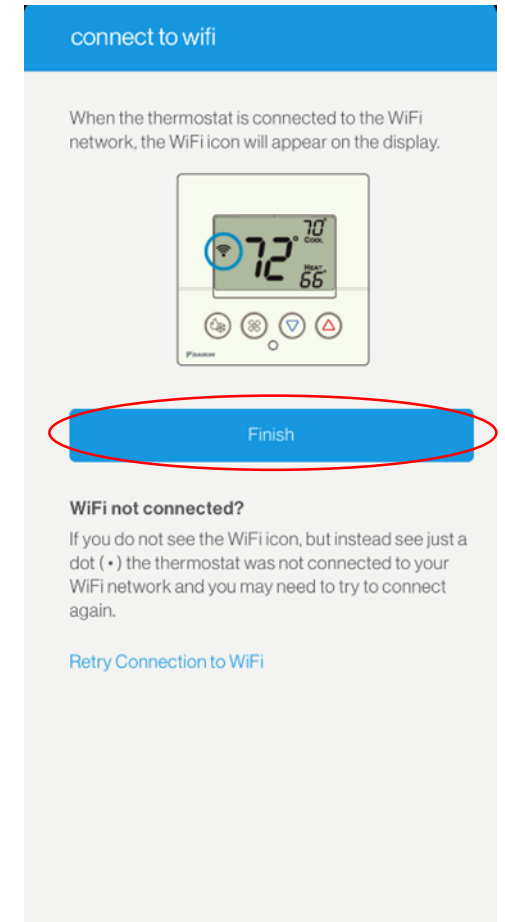 connect to wifi
When the thermostat is connected to the WiFi
network, the WiFi icon will appear on the display.
70°
COOL
72°
HEAT
66°
DAIKIN
Finish
WiFi not connected?
If you do not see the WiFi icon, but instead see just a
dot ( • ) the thermostat was not connected to your
WiFi network and you may need to try to connect
again.
Retry Connection to WiFi